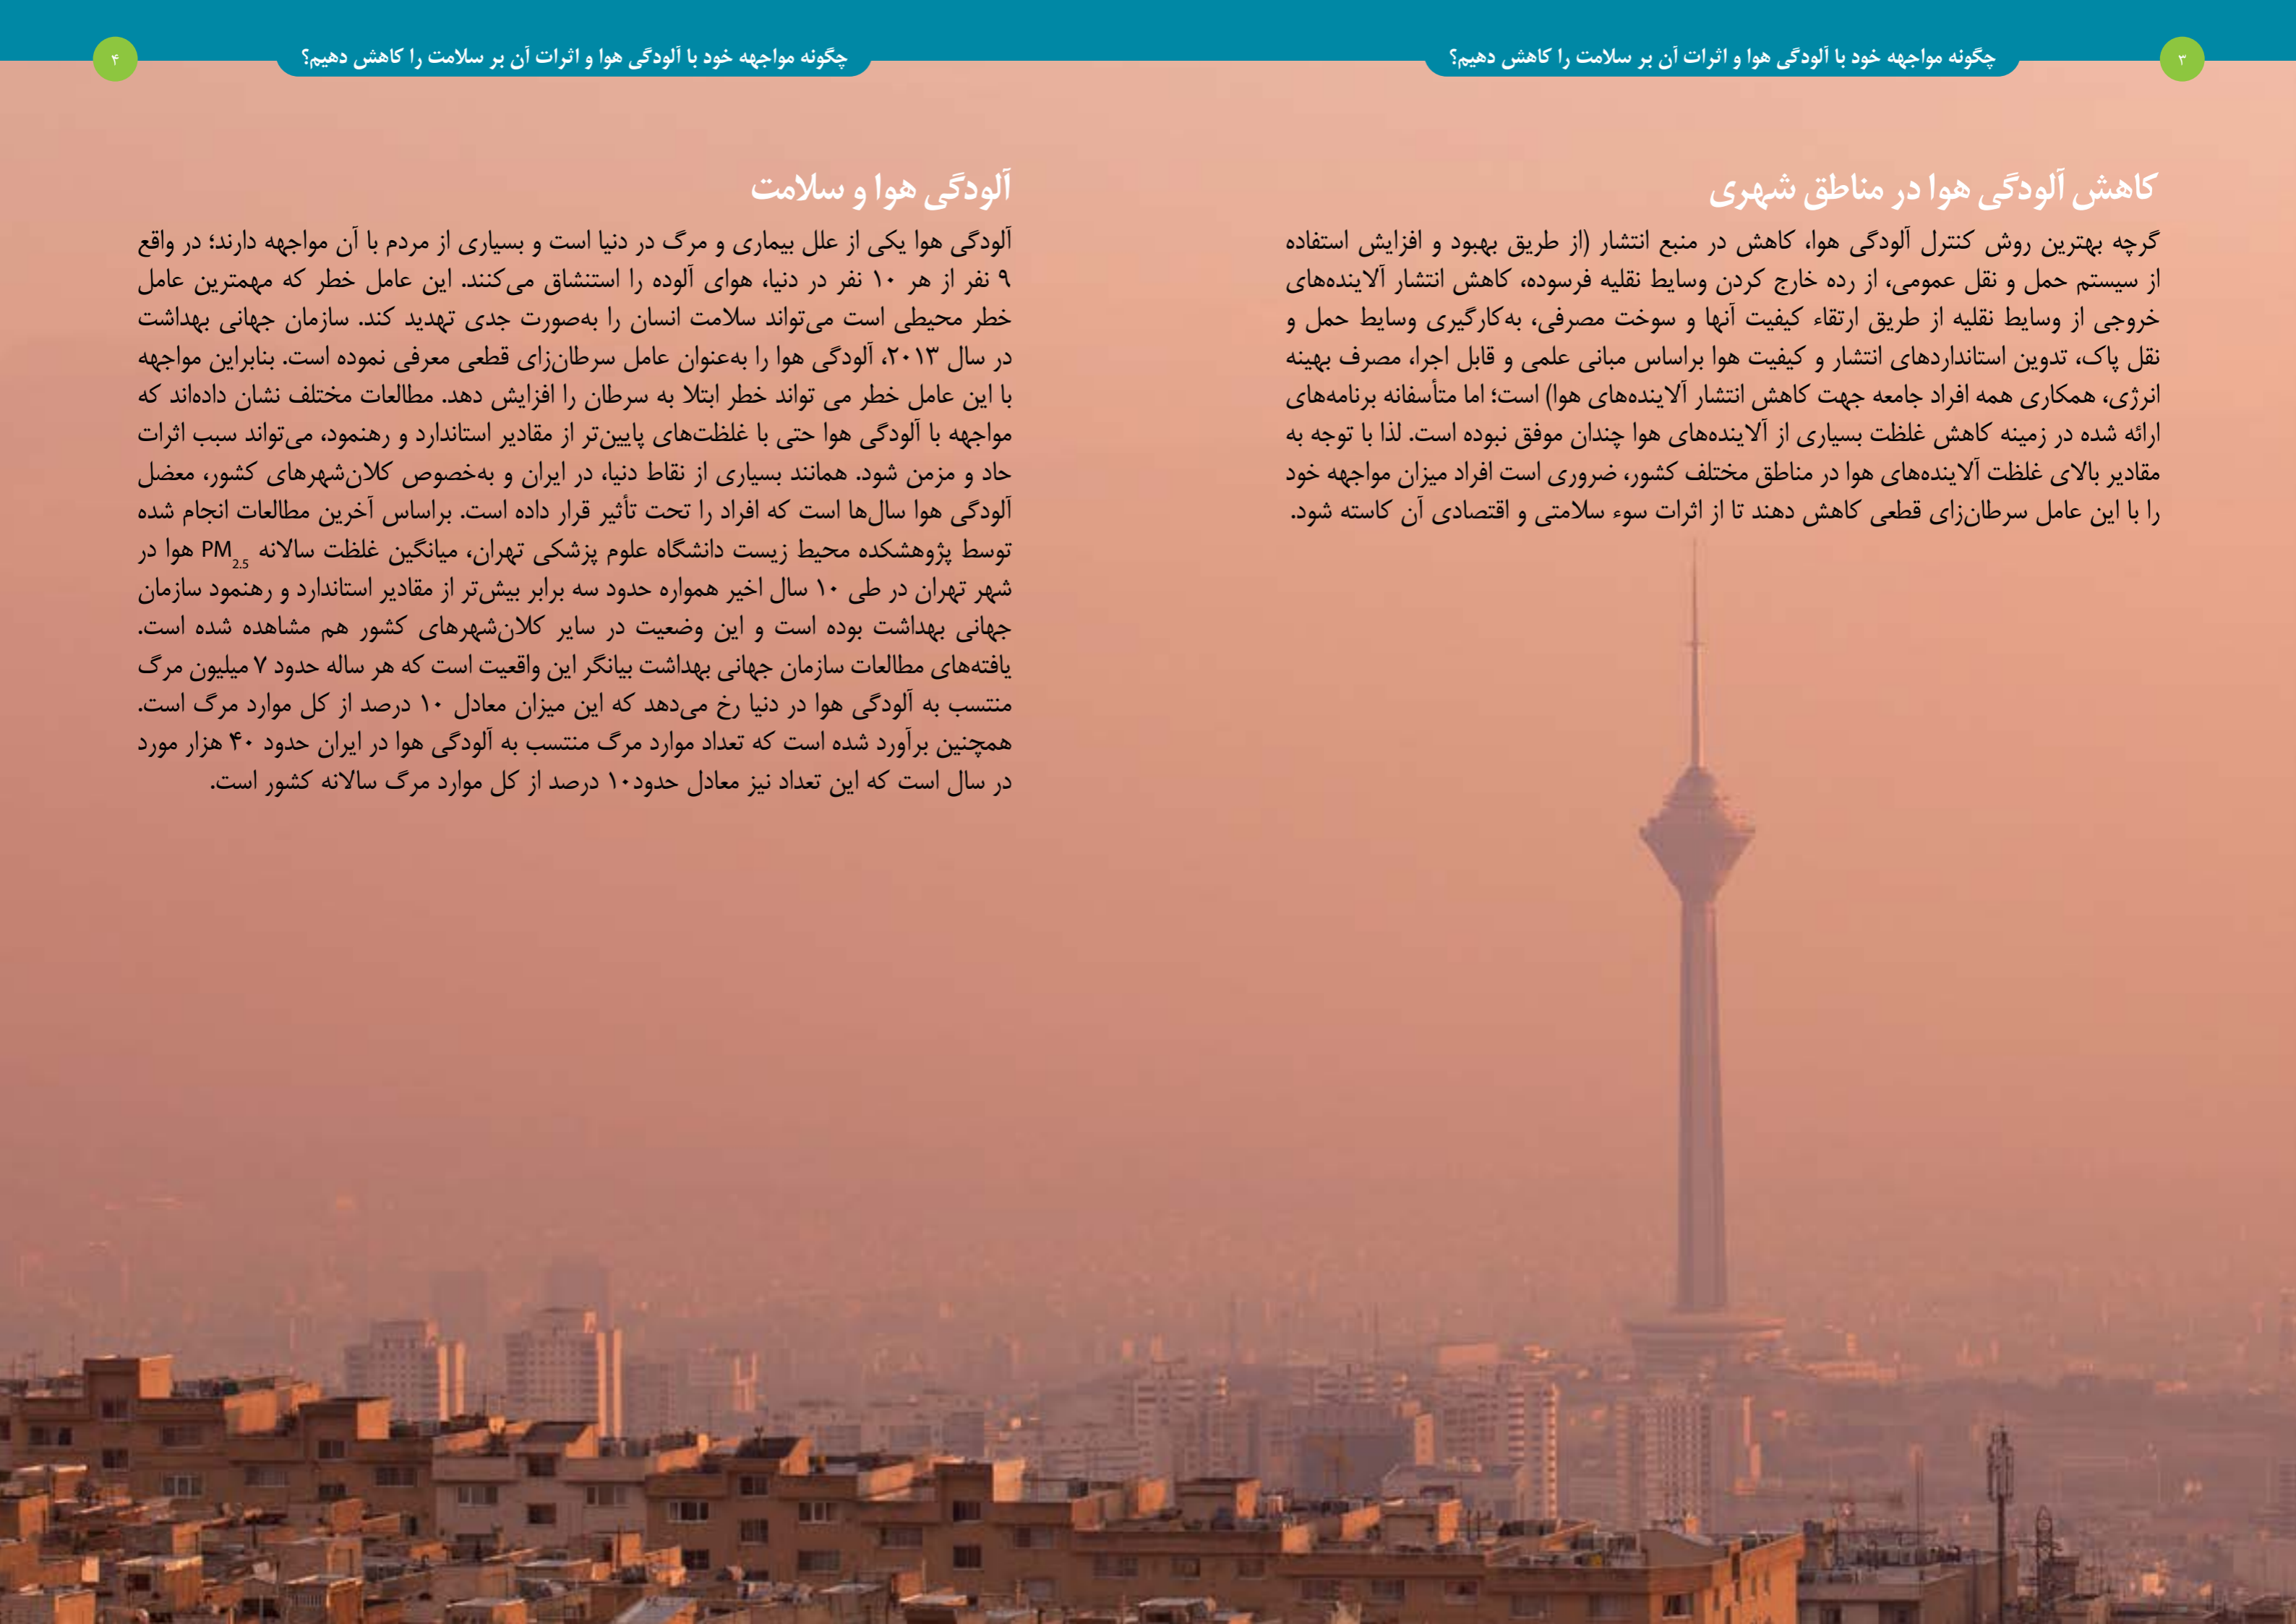 ۳
چگونه مواجهه خود با آلودگی هوا و اثرات آن بر سلامت را کاهش دهیم؟
کاهش آلودگی هوا در مناطق شهری
گرچه بهترین روش کنترل آلودگی هوا، کاهش در منبع انتشار (از طریق بهبود و افزایش استفاده
از سیستم حمل و نقل عمومی، از رده خارج کردن وسایط نقلیه فرسوده، کاهش انتشار آلاینده‌های
خروجی از وسایط نقلیه از طریق ارتقاء کیفیت آنها و سوخت مصرفی، به‌کارگیری وسایط حمل و
نقل پاک، تدوین استانداردهای انتشار و کیفیت هوا براساس مبانی علمی و قابل اجرا، مصرف بهینه
انرژی، همکاری همه افراد جامعه جهت کاهش انتشار آلاینده‌های هوا) است؛ اما متأسفانه برنامه‌های
ارائه شده در زمینه کاهش غلظت بسیاری از آلاینده‌های هوا چندان موفق نبوده است. لذا با توجه به
مقادیر بالای غلظت آلاینده‌های هوا در مناطق مختلف کشور، ضروری است افراد میزان مواجهه خود
را با این عامل سرطان‌زای قطعی کاهش دهند تا از اثرات سوء سلامتی و اقتصادی آن کاسته شود.
چگونه مواجهه خود با آلودگی هوا و اثرات آن بر سلامت را کاهش دهیم؟
۴
آلودگی هوا و سلامت
آلودگی هوا یکی از علل بیماری و مرگ در دنیا است و بسیاری از مردم با آن مواجهه دارند؛ در واقع
۹ نفر از هر ۱۰ نفر در دنیا، هوای آلوده را استنشاق می‌کنند. این عامل خطر که مهمترین عامل
خطر محیطی است می‌تواند سلامت انسان را به‌صورت جدی تهدید کند. سازمان جهانی بهداشت
در سال ۲۰۱۳، آلودگی هوا را به‌عنوان عامل سرطان‌زای قطعی معرفی نموده است. بنابراین مواجهه
با این عامل خطر می تواند خطر ابتلا به سرطان را افزایش دهد. مطالعات مختلف نشان داده‌اند که
مواجهه با آلودگی هوا حتی با غلظت‌های پایین‌تر از مقادیر استاندارد و رهنمود، می‌تواند سبب اثرات
حاد و مزمن شود. همانند بسیاری از نقاط دنیا، در ایران و به‌خصوص کلان‌شهرهای کشور، معضل
آلودگی هوا سال‌ها است که افراد را تحت تأثیر قرار داده است. براساس آخرین مطالعات انجام شده
توسط پژوهشکده محیط زیست دانشگاه علوم پزشکی تهران، میانگین غلظت سالانه PM2.5 هوا در
شهر تهران در طی ۱۰ سال اخیر همواره حدود سه برابر بیش‌تر از مقادیر استاندارد و رهنمود سازمان
جهانی بهداشت بوده است و این وضعیت در سایر کلان‌شهرهای کشور هم مشاهده شده است.
یافته‌های مطالعات سازمان جهانی بهداشت بیانگر این واقعیت است که هر ساله حدود ۷ میلیون مرگ
منتسب به آلودگی هوا در دنیا رخ می‌دهد که این میزان معادل ۱۰ درصد از کل موارد مرگ است.
همچنین برآورد شده است که تعداد موارد مرگ منتسب به آلودگی هوا در ایران حدود ۴۰ هزار مورد
در سال است که این تعداد نیز معادل حدود۱۰ درصد از کل موارد مرگ سالانه کشور است.